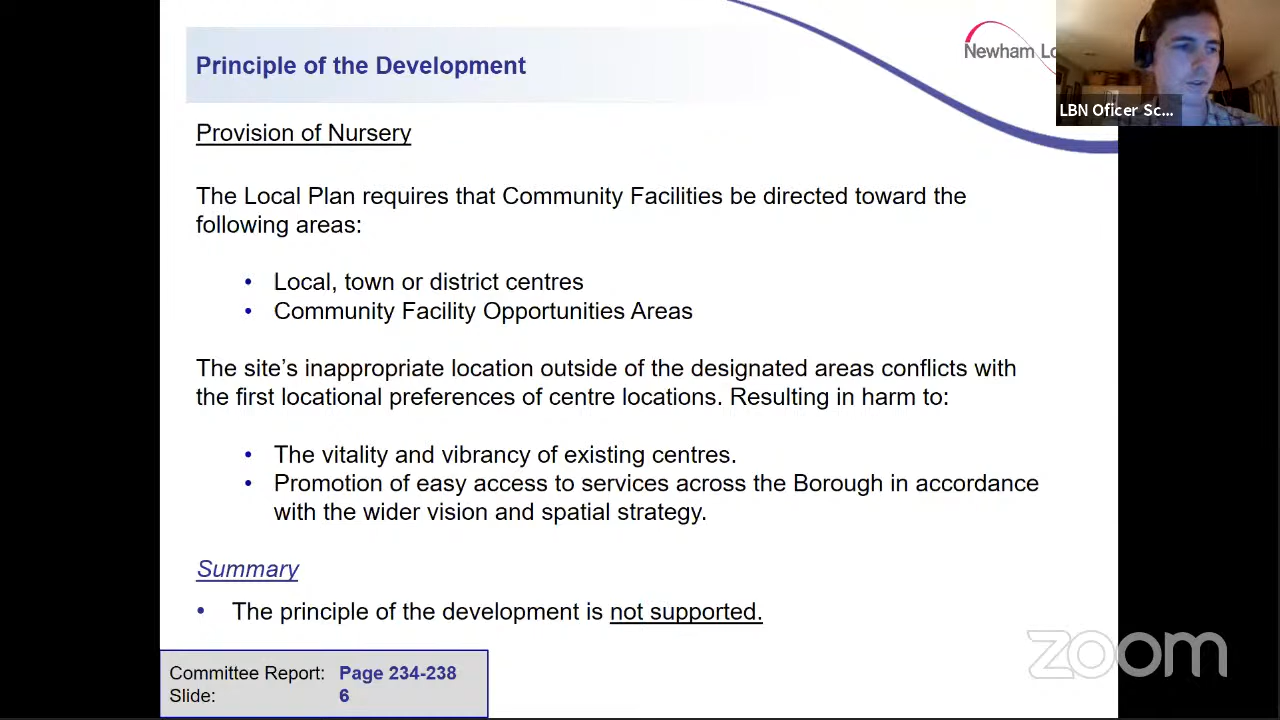 Principle of the Development
Newham Lo
LBN Oficer Sc...
Provision of Nursery
The Local Plan requires that Community Facilities be directed toward the
following areas:
• Local, town or district centres
• Community Facility Opportunities Areas
The site's inappropriate location outside of the designated areas conflicts with
the first locational preferences of centre locations. Resulting in harm to:
• The vitality and vibrancy of existing centres.
• Promotion of easy access to services across the Borough in accordance
with the wider vision and spatial strategy.
Summary
• The principle of the development is not supported.
Committee Report: Page 234-238
Slide: 6
zoom